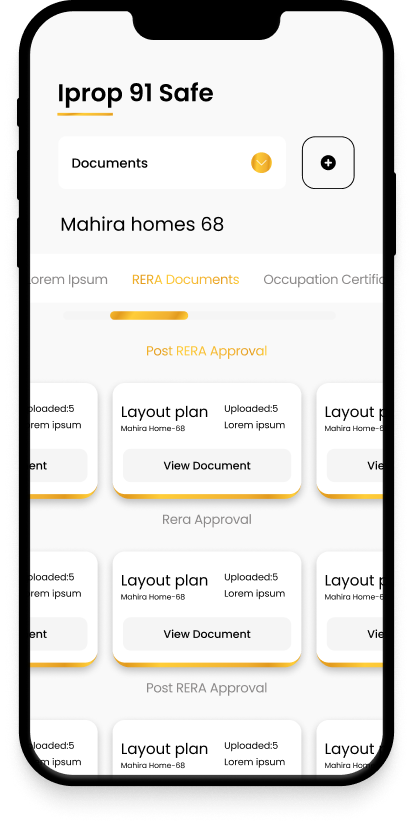 Iprop 91 Safe
Documents
Mahira homes 68
orem Ipsum RERA Documents Occupation Certific
Post RERA Approval
ploaded:5 Layout plan Uploaded:5 Layout p
rem ipsum Mahira Home-68 Lorem ipsum Mahira Home-6
ent View Document Vie
Rera Approval
ploaded:5 Layout plan Uploaded:5 Layout p
rem ipsum Mahira Home-68 Lorem ipsum Mahira Home-6
ent View Document Vie
Post RERA Approval
loaded:5 Layout plan Uploaded:5 Layout p
m ipsum Mahira Home-68 Lorem ipsum Mahira Home-